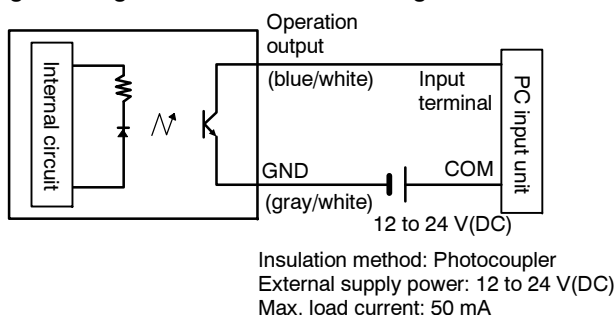 Operation
output
Internal circuit
(blue/white)
Input
terminal
PC input unit
GND
COM
(gray/white)
12 to 24 V(DC)
Insulation method: Photocoupler
External supply power: 12 to 24 V(DC)
Max. load current: 50 mA